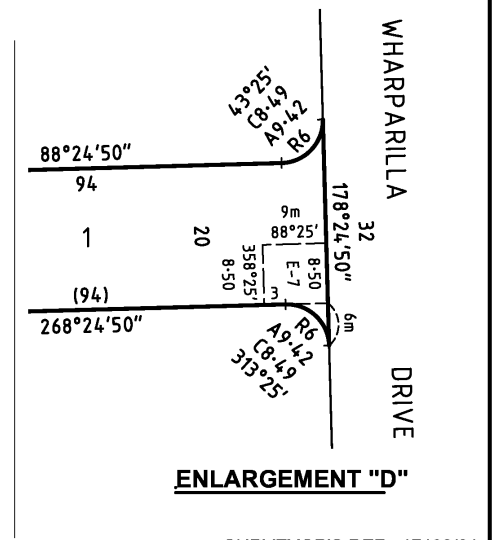 WHARPARILLA
43°25'
C8·49
A9·42
R6
88°24'50"
94
1
20
9m
88°25'
178°24'50"
32
358°25'
8·50
E-7
8·50
3
(94)
268°24'50"
6m
R6
A9·42
C8·49
313°25'
DRIVE
ENLARGEMENT "D"